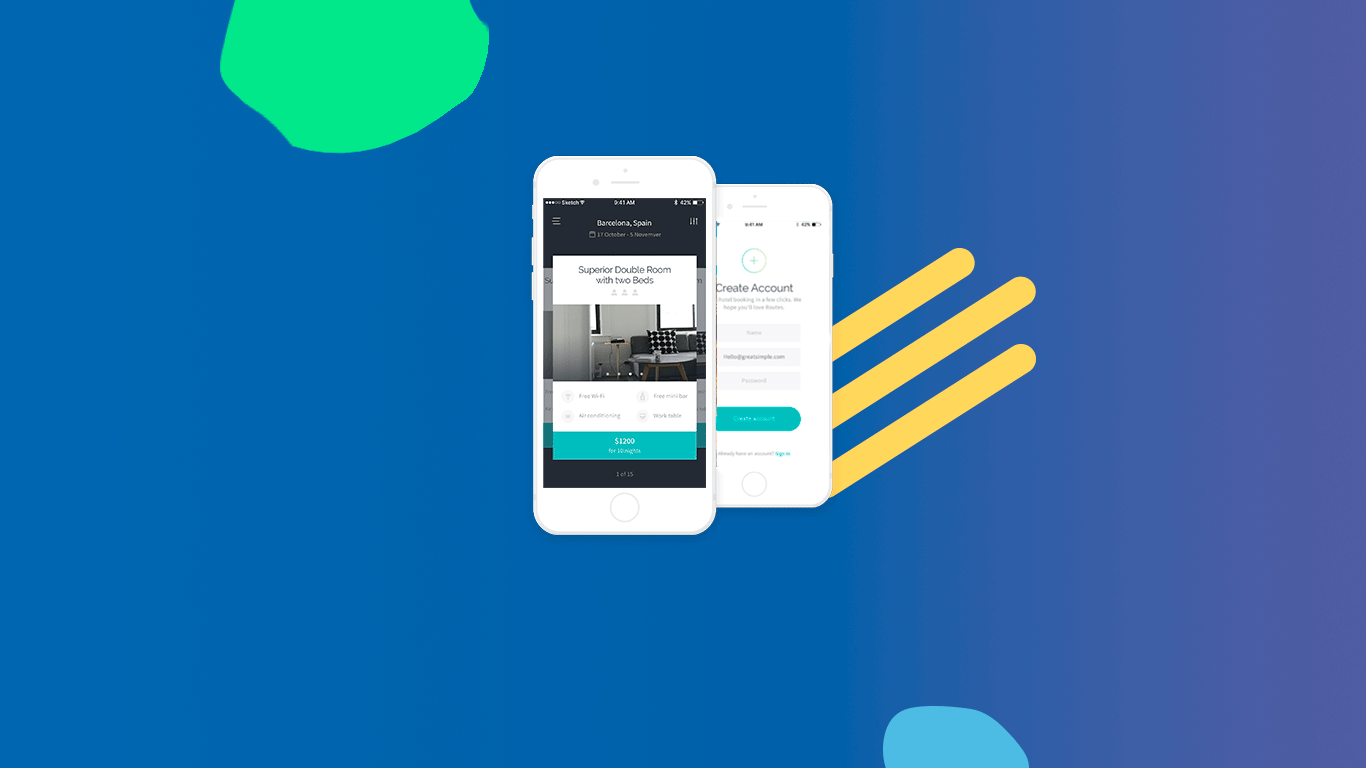 Sketch 9:41 AM 42%
Barcelona, Spain
17 October - 5 Novemver
Superior Double Room
with two Beds
Free Wi-Fi
Free mini bar
Air conditioning
Work table
$1200
for 10 nights
1 of 15
9:41 AM 42%
Create Account
hotel booking in a few clicks. We
hope you'll love Routes.
Name
Hello@greatsimple.com
Password
Create account
Already have an account? Sign in